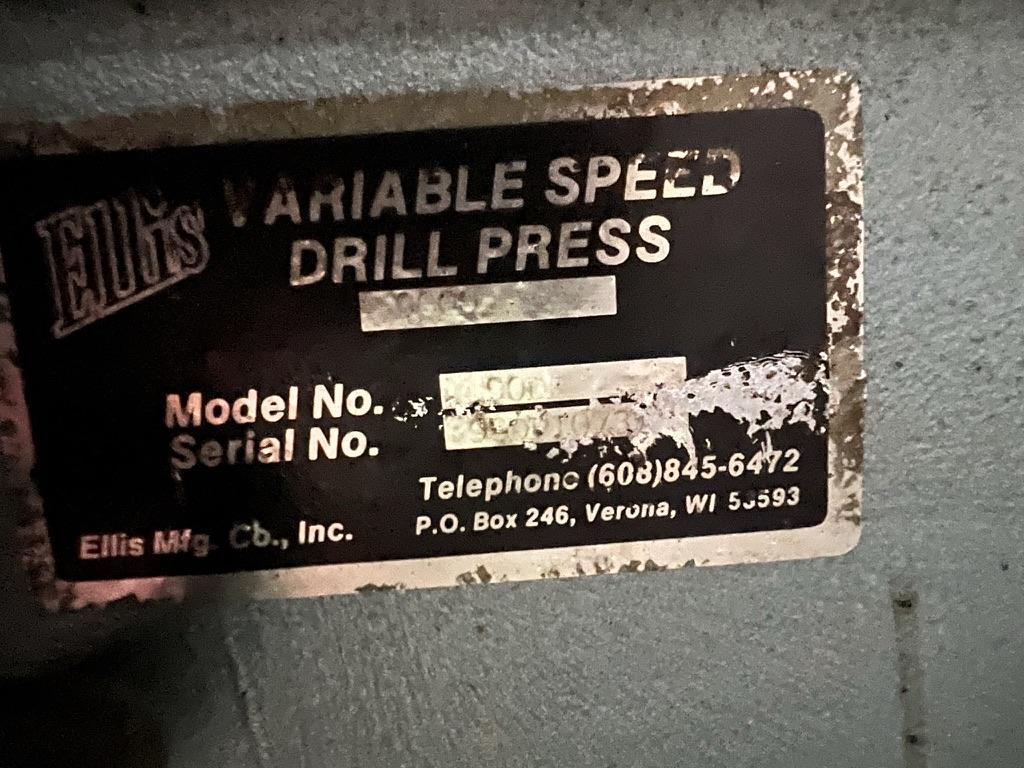 Ellis
VARIABLE SPEED
DRILL PRESS
Model No.
Serial No.
Telephone (608)845-6472
P.O. Box 246, Verona, WI 53593
Ellis Mfg. Co., Inc.